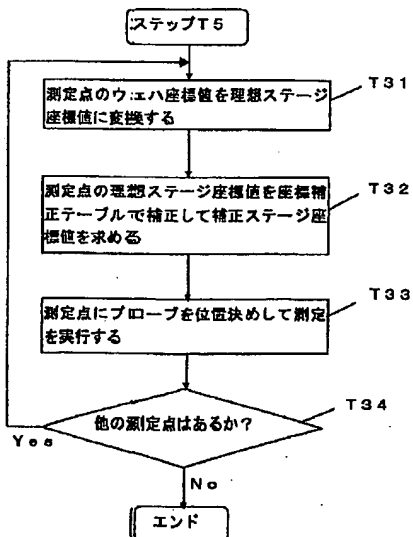 ステップT5
T31
測定点のウェハ座標値を理想ステージ
座標値に変換する
T32
測定点の理想ステージ座標値を座標補
正テーブルで補正して補正ステージ座
標値を求める
T33
測定点にプローブを位置決めして測定
を実行する
T34
他の測定点はあるか?
Yes
No
エンド